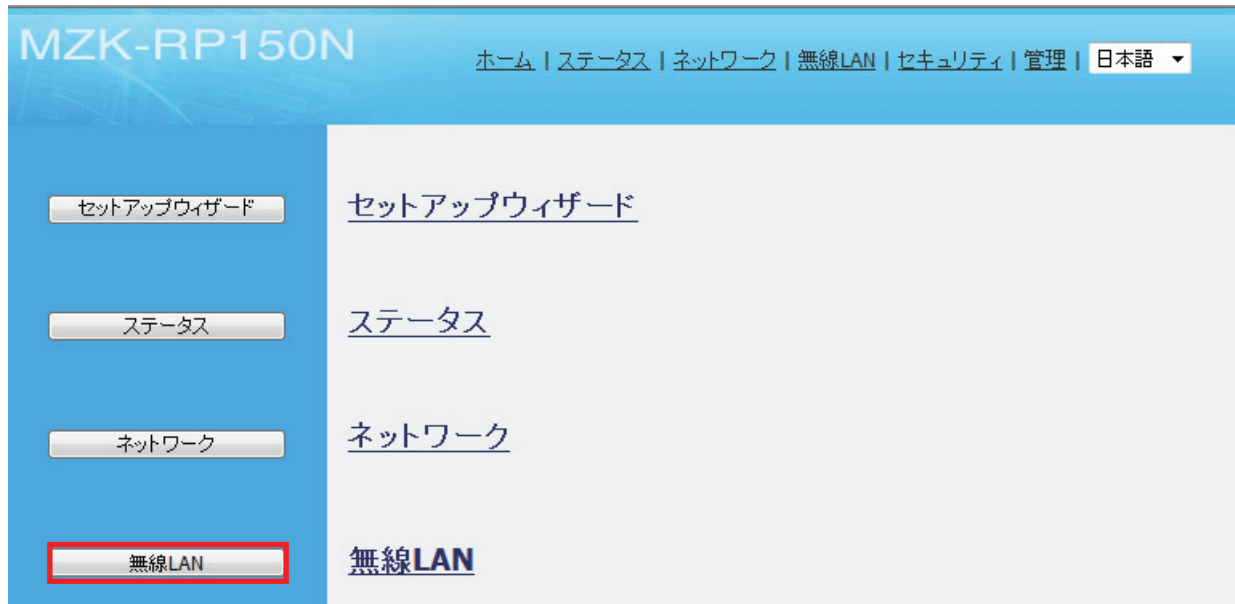 MZK-RP150N
ホーム | ステータス | ネットワーク | 無線LAN | セキュリティ | 管理 | 日本語
セットアップウィザード セットアップウィザード
ステータス ステータス
ネットワーク ネットワーク
無線LAN 無線LAN